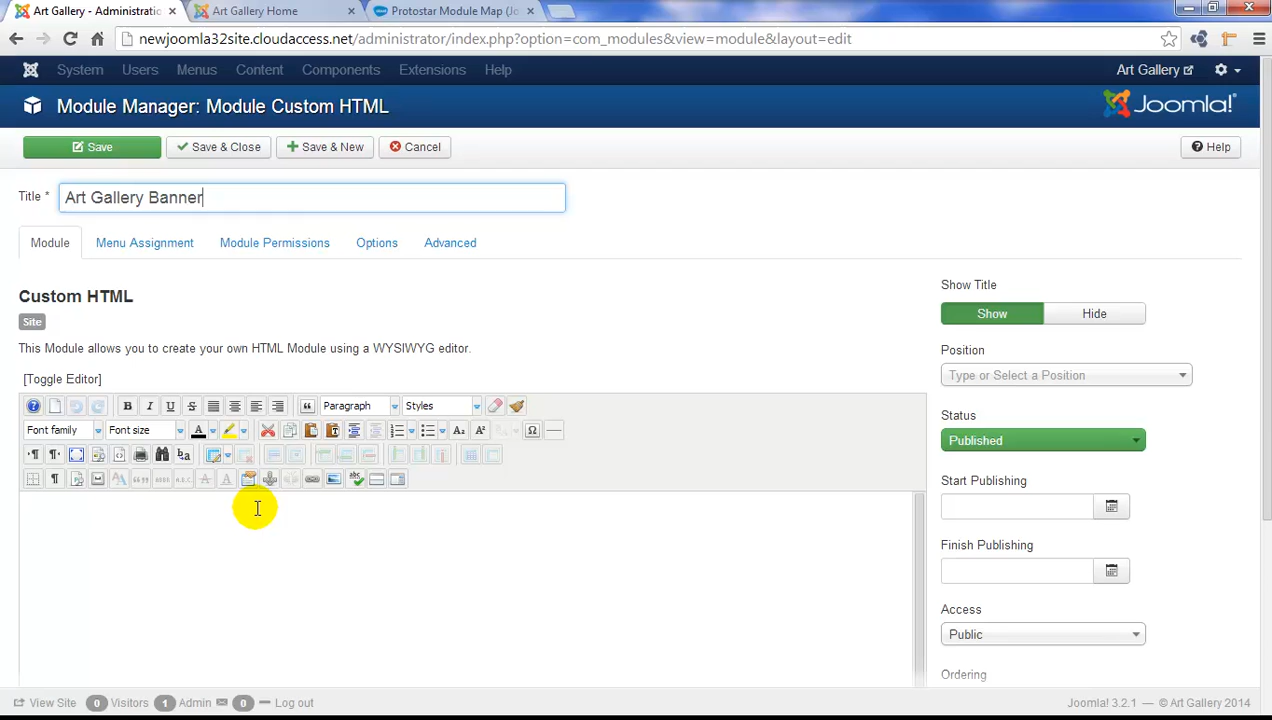 Art Gallery - Administratio
Art Gallery Home
Protostar Module Map (Jo
newjoomla32site.cloudaccess.net/administrator/index.php?option=com_modules&view=module&layout=edit
System Users Menus Content Components Extensions Help Art Gallery
Module Manager: Module Custom HTML
Joomla!®
Save Save & Close Save & New Cancel Help
Title * Art Gallery Banner
Module Menu Assignment Module Permissions Options Advanced
Custom HTML
Site
This Module allows you to create your own HTML Module using a WYSIWYG editor.
[Toggle Editor]
B I U S Paragraph Styles
Font family Font size A A₂ A² Ω
Show Title
Show Hide
Position
Type or Select a Position
Status
Published
Start Publishing
Finish Publishing
Access
Public
Ordering
View Site 0 Visitors 1 Admin 0 Log out
Joomla! 3.2.1 — © Art Gallery 2014